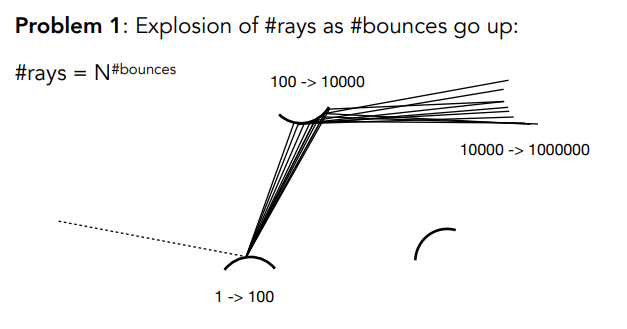 Problem 1: Explosion of #rays as #bounces go up:
#rays = N^#bounces
100 -> 10000
10000 -> 1000000
1 -> 100